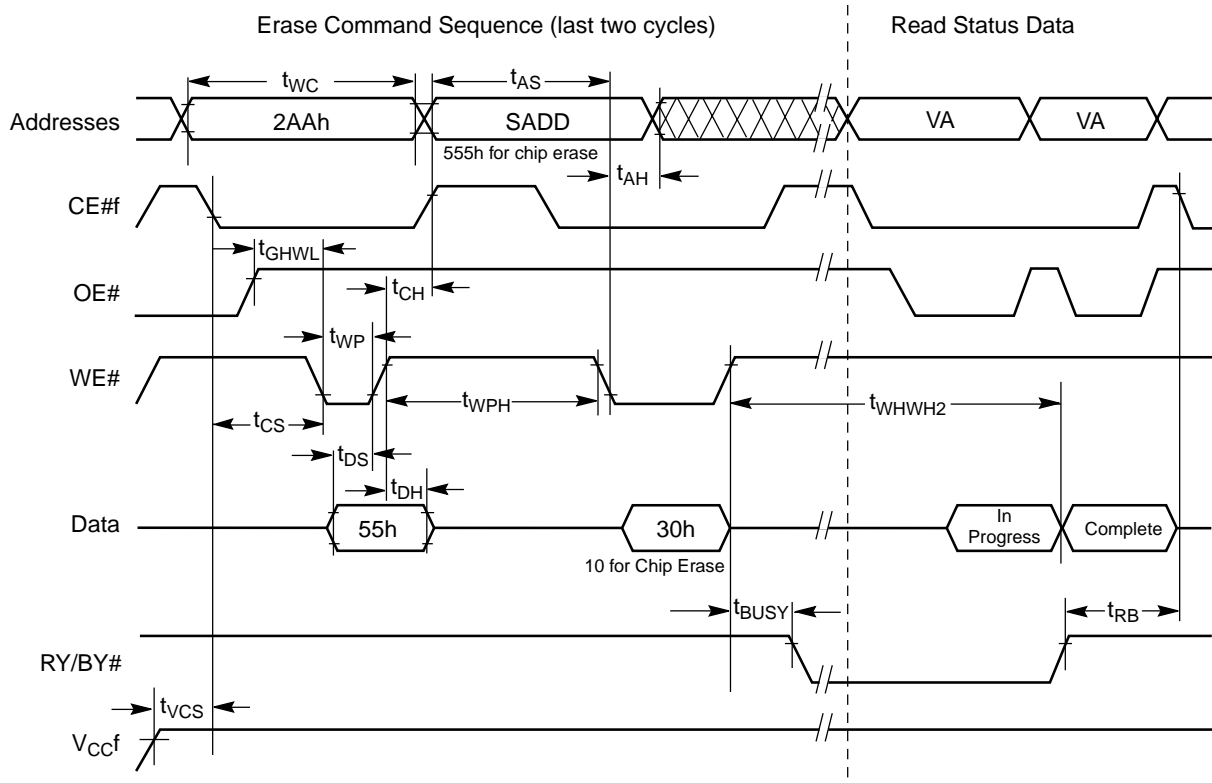 Erase Command Sequence (last two cycles)
Read Status Data
tWC
tAS
Addresses
2AAh
SADD
VA
VA
555h for chip erase
tAH
CE#f
tGHWL
OE#
tCH
tWP
WE#
tWPH
tWHWH2
tCS
tDS
tDH
Data
55h
30h
In
Progress
Complete
10 for Chip Erase
tBUSY
tRB
RY/BY#
tVCS
VCCf